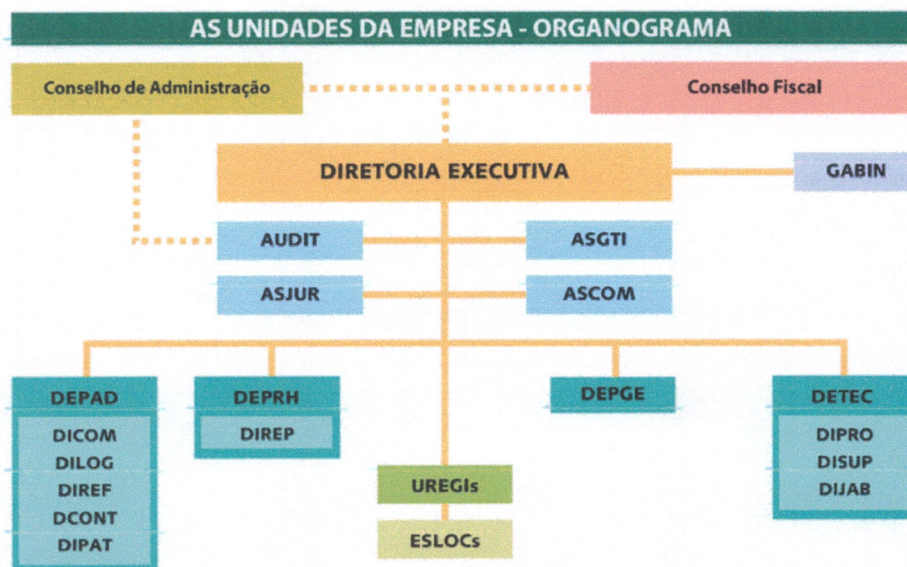 AS UNIDADES DA EMPRESA - ORGANOGRAMA
Conselho de Administração
Conselho Fiscal
DIRETORIA EXECUTIVA
GABIN
AUDIT
ASGTI
ASJUR
ASCOM
DEPAD
DICOM
DILOG
DIREF
DCONT
DIPAT
DEPRH
DIREP
DEPGE
DETEC
DIPRO
DISUP
DIJAB
UREGIs
ESLOCs